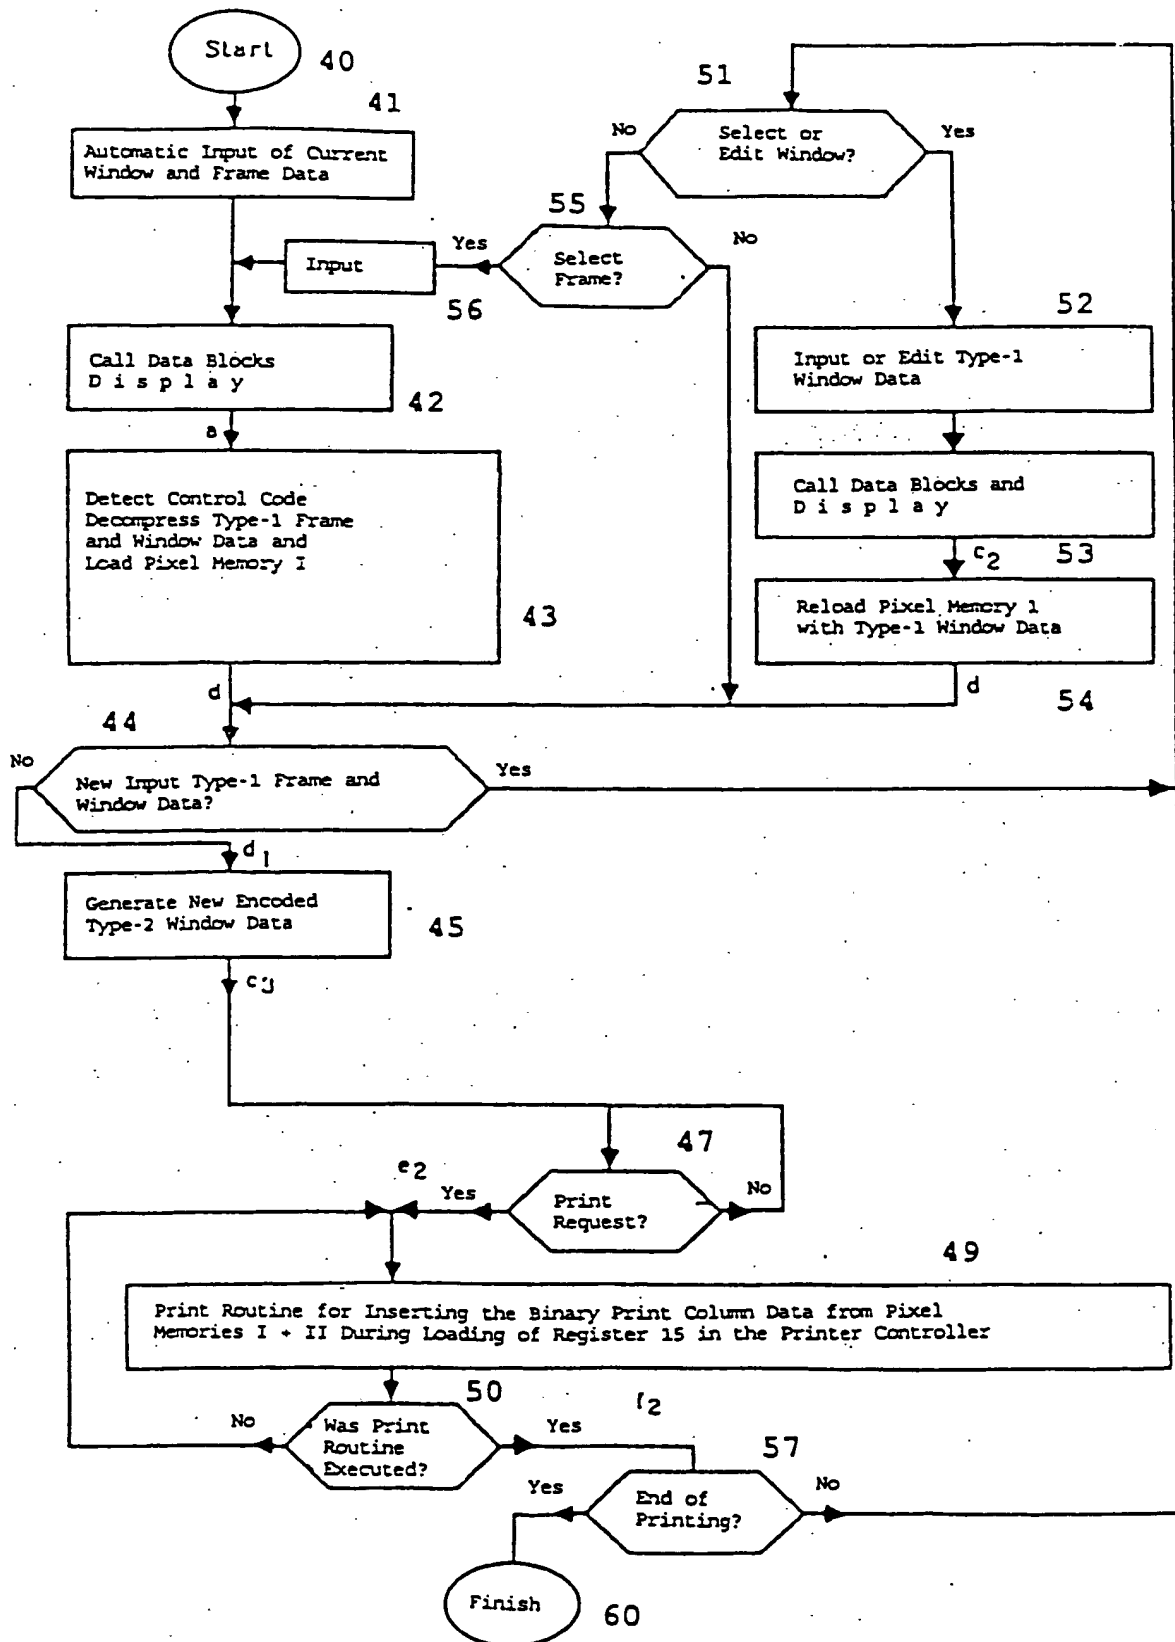 Start
40
41
Automatic Input of Current
Window and Frame Data
51
No
Select or
Edit Window?
Yes
55
Yes
Select
Frame?
No
Input
56
52
Call Data Blocks
D i s p l a y
42
Input or Edit Type-1
Window Data
a
Detect Control Code
Decompress Type-1 Frame
and Window Data and
Load Pixel Memory I
43
Call Data Blocks and
D i s p l a y
c2
53
Reload Pixel Memory 1
with Type-1 Window Data
d
54
d
44
No
New Input Type-1 Frame and
Window Data?
Yes
d1
Generate New Encoded
Type-2 Window Data
45
c3
47
e2
Yes
Print
Request?
No
49
Print Routine for Inserting the Binary Print Column Data from Pixel
Memories I + II During Loading of Register 15 in the Printer Controller
50
f2
No
Was Print
Routine
Executed?
Yes
57
Yes
End of
Printing?
No
Finish
60